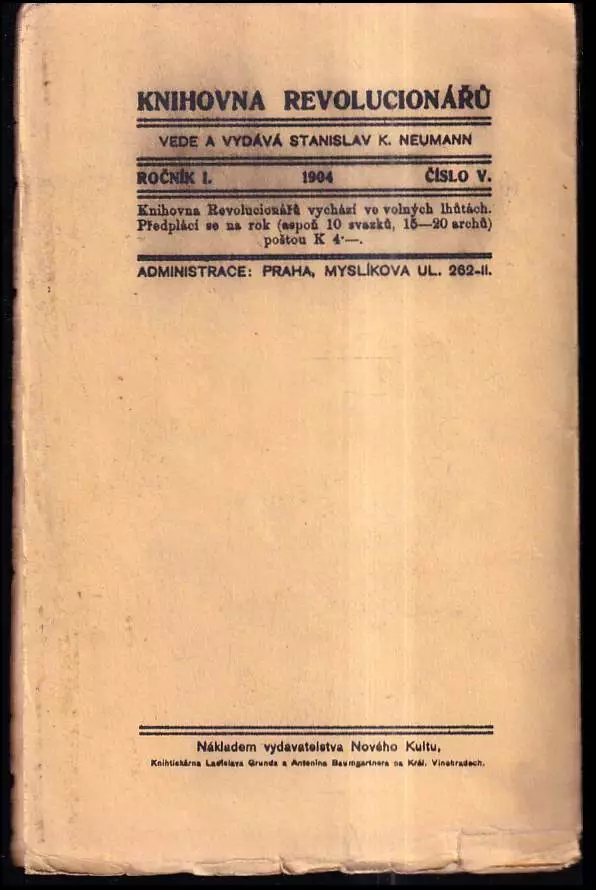 KNIHOVNA REVOLUCIONÁŘŮ
VEDE A VYDÁVÁ STANISLAV K. NEUMANN
ROČNÍK I. 1904 ČÍSLO V.
Knihovna Revolucionářů vychází ve volných lhůtách.
Předplácí se na rok (aspoň 10 svazků, 15—20 archů)
poštou K 4·—.
ADMINISTRACE: PRAHA, MYSLÍKOVA UL. 262-II.
Nákladem vydavatelstva Nového Kultu,
Knihtiskárna Ladislava Grunda a Antonína Baumgartnera na Král. Vinohradech.